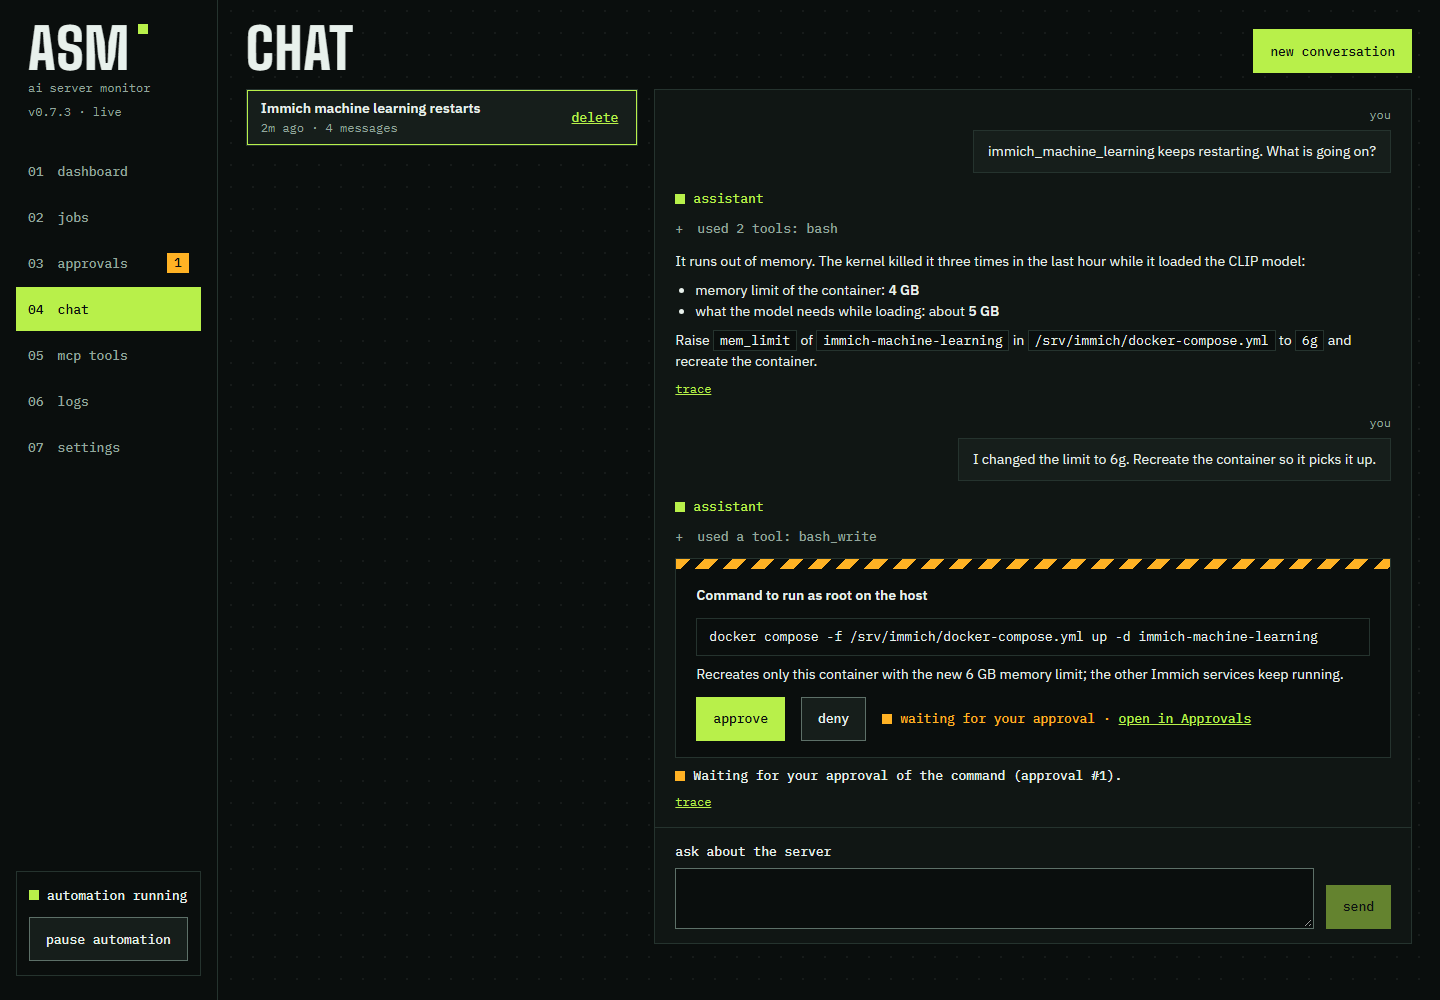 ASM
ai server monitor
v0.7.3 · live
01 dashboard
02 jobs
03 approvals 1
04 chat
05 mcp tools
06 logs
07 settings
automation running
pause automation
CHAT
new conversation
Immich machine learning restarts
2m ago · 4 messages
delete
you
immich_machine_learning keeps restarting. What is going on?
assistant
+ used 2 tools: bash
It runs out of memory. The kernel killed it three times in the last hour while it loaded the CLIP model:
• memory limit of the container: 4 GB
• what the model needs while loading: about 5 GB
Raise mem_limit of immich-machine-learning in /srv/immich/docker-compose.yml to 6g and
recreate the container.
trace
you
I changed the limit to 6g. Recreate the container so it picks it up.
assistant
+ used a tool: bash_write
Command to run as root on the host
docker compose -f /srv/immich/docker-compose.yml up -d immich-machine-learning
Recreates only this container with the new 6 GB memory limit; the other Immich services keep running.
approve deny waiting for your approval · open in Approvals
Waiting for your approval of the command (approval #1).
trace
ask about the server
send